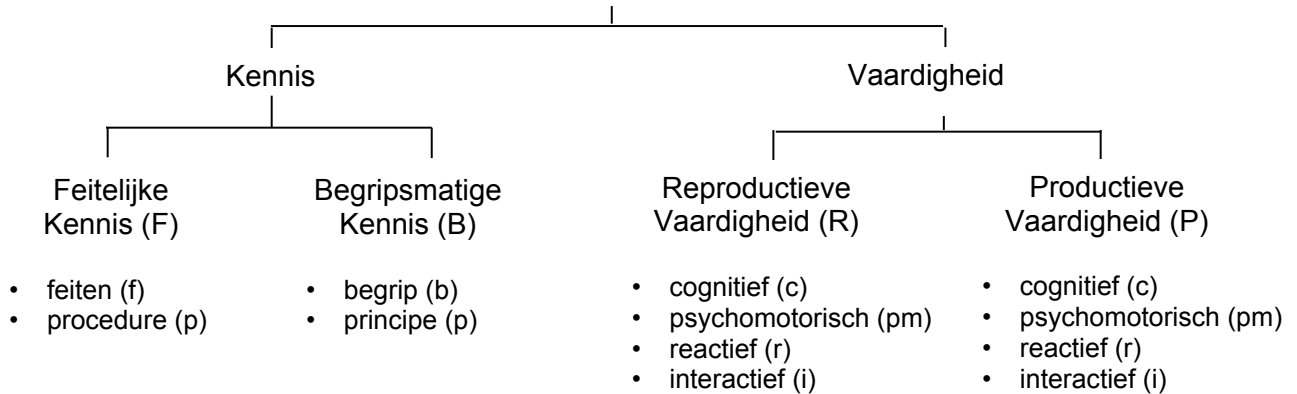 Kennis
Vaardigheid
Feitelijke
Kennis (F)
Begripsmatige
Kennis (B)
Reproductieve
Vaardigheid (R)
Productieve
Vaardigheid (P)
• feiten (f)
• procedure (p)
• begrip (b)
• principe (p)
• cognitief (c)
• psychomotorisch (pm)
• reactief (r)
• interactief (i)
• cognitief (c)
• psychomotorisch (pm)
• reactief (r)
• interactief (i)